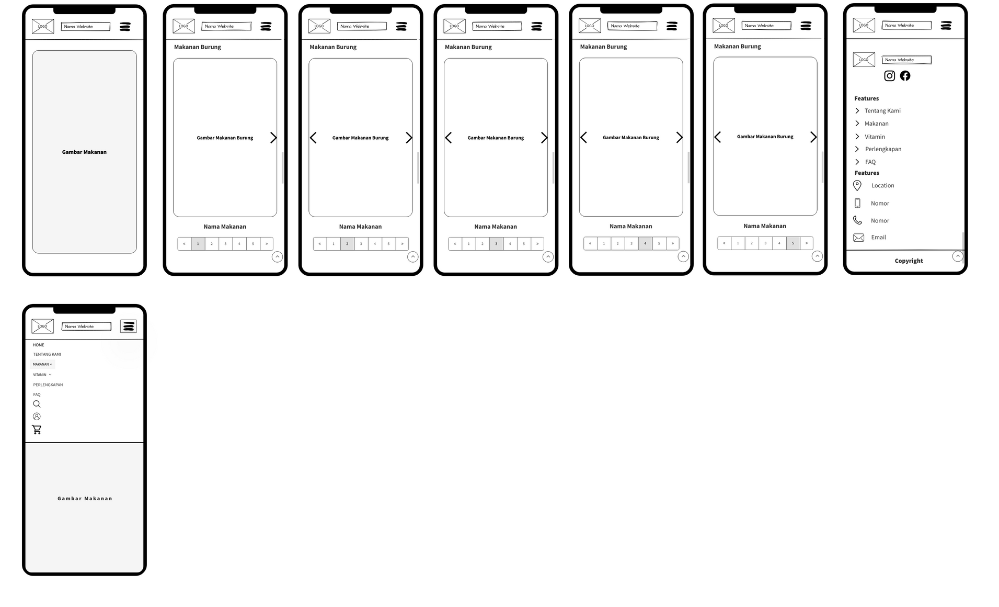 LOGO Nama Website
Gambar Makanan
LOGO Nama Website
Makanan Burung
Gambar Makanan Burung
Nama Makanan
« 1 2 3 4 5 »
LOGO Nama Website
Makanan Burung
Gambar Makanan Burung
Nama Makanan
« 1 2 3 4 5 »
LOGO Nama Website
Makanan Burung
Gambar Makanan Burung
Nama Makanan
« 1 2 3 4 5 »
LOGO Nama Website
Makanan Burung
Gambar Makanan Burung
Nama Makanan
« 1 2 3 4 5 »
LOGO Nama Website
Makanan Burung
Gambar Makanan Burung
Nama Makanan
« 1 2 3 4 5 »
LOGO Nama Website
LOGO Nama Website
Features
Tentang Kami
Makanan
Vitamin
Perlengkapan
FAQ
Features
Location
Nomor
Nomor
Email
Copyright
LOGO Nama Website
HOME
TENTANG KAMI
MAKANAN
VITAMIN
PERLENGKAPAN
FAQ
Gambar Makanan